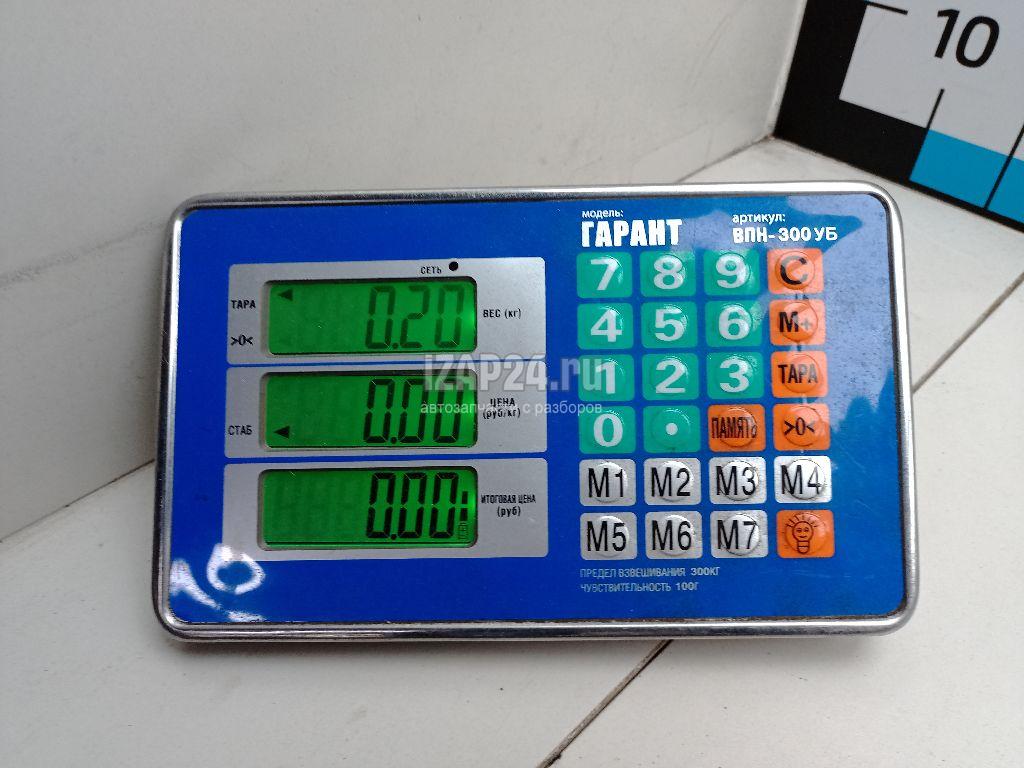 10
модель:
ГАРАНТ
артикул:
ВПН-300УБ
СЕТЬ
ТАРА
>0<
0.20
ВЕС (кг)
СТАБ
0.00
ЦЕНА
(руб/кг)
0.00
ИТОГОВАЯ ЦЕНА
(руб)
7 8 9 C
4 5 6 M+
1 2 3 ТАРА
0 . ПАМЯТЬ >0<
M1 M2 M3 M4
M5 M6 M7
ПРЕДЕЛ ВЗВЕШИВАНИЯ 300КГ
ЧУВСТВИТЕЛЬНОСТЬ 100Г
iZAP24.ru
автозапчасти с разборов